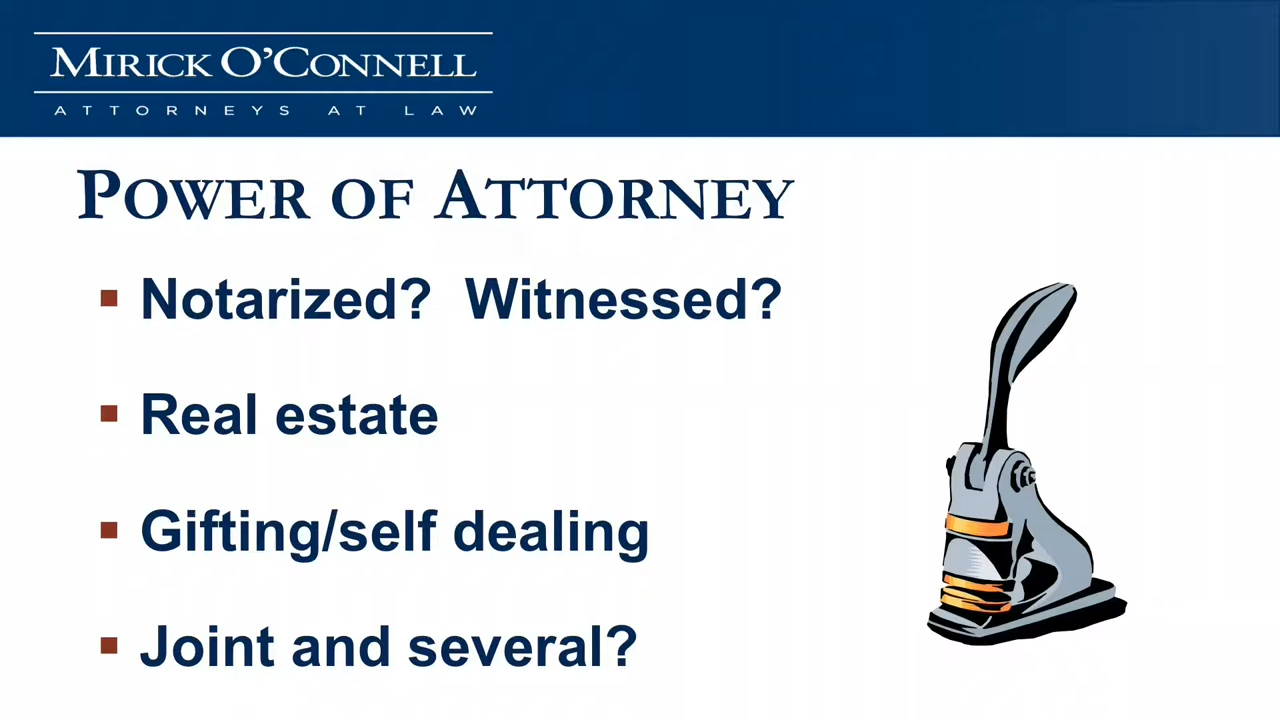 MIRICK O'CONNELL
ATTORNEYS AT LAW
POWER OF ATTORNEY
Notarized? Witnessed?
Real estate
Gifting/self dealing
Joint and several?